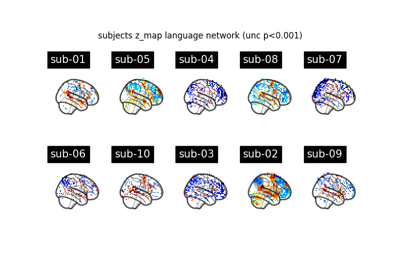 subjects z_map language network (unc p<0.001)
sub-01 sub-05 sub-04 sub-08 sub-07
sub-06 sub-10 sub-03 sub-02 sub-09